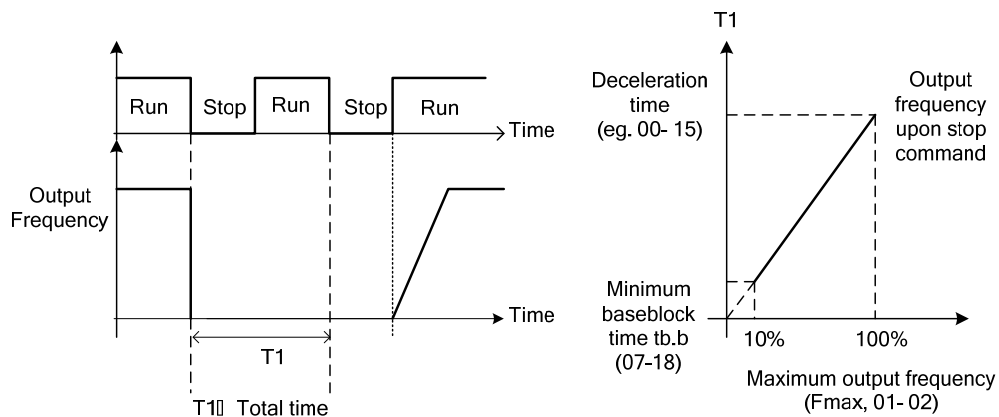 Run
Stop
Run
Stop
Run
Time
Output
Frequency
Time
T1
T1▯ Total time
T1
Deceleration
time
(eg. 00- 15)
Output
frequency
upon stop
command
Minimum
baseblock
time tb.b
(07-18)
10%
100%
Maximum output frequency
(Fmax, 01- 02)